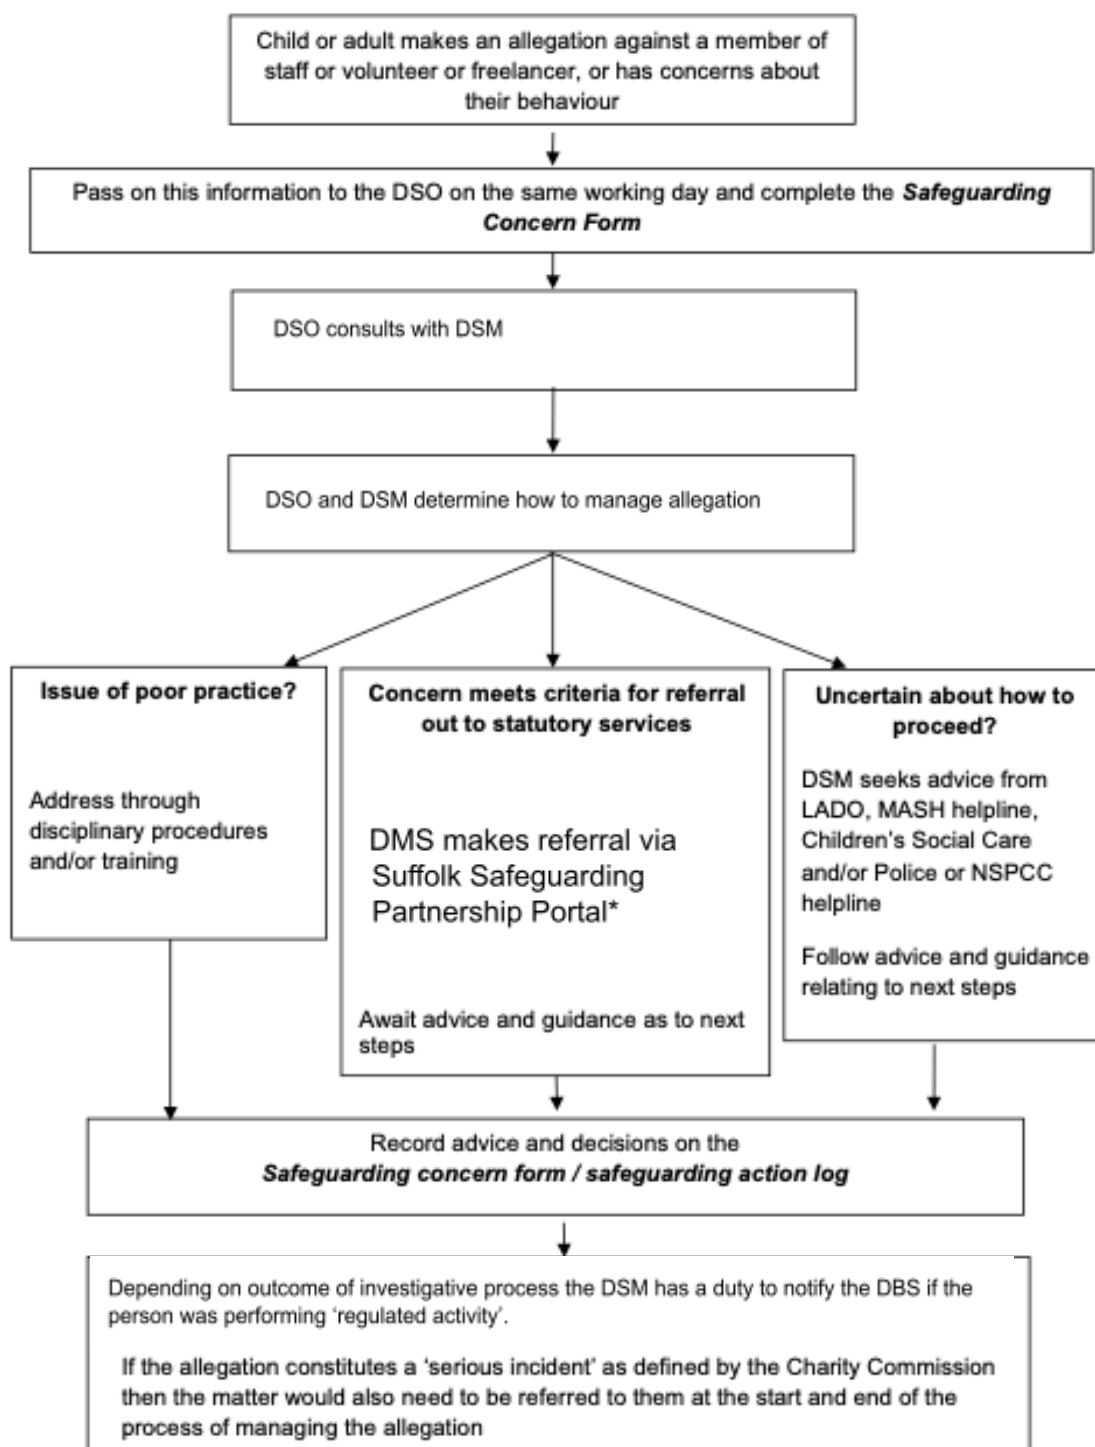 Child or adult makes an allegation against a member of
staff or volunteer or freelancer, or has concerns about
their behaviour
Pass on this information to the DSO on the same working day and complete the Safeguarding
Concern Form
DSO consults with DSM
DSO and DSM determine how to manage allegation
Issue of poor practice?
Address through
disciplinary procedures
and/or training
Concern meets criteria for referral
out to statutory services
DMS makes referral via
Suffolk Safeguarding
Partnership Portal*
Await advice and guidance as to next
steps
Uncertain about how to
proceed?
DSM seeks advice from
LADO, MASH helpline,
Children's Social Care
and/or Police or NSPCC
helpline
Follow advice and guidance
relating to next steps
Record advice and decisions on the
Safeguarding concern form / safeguarding action log
Depending on outcome of investigative process the DSM has a duty to notify the DBS if the
person was performing 'regulated activity'.
If the allegation constitutes a 'serious incident' as defined by the Charity Commission
then the matter would also need to be referred to them at the start and end of the
process of managing the allegation